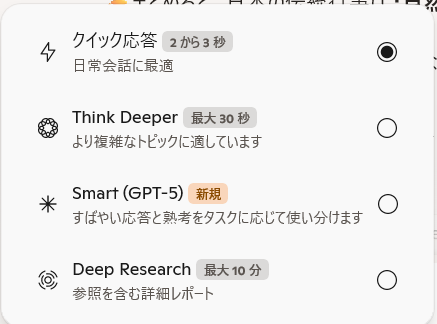 クイック応答 2 から 3 秒
日常会話に最適
Think Deeper 最大 30 秒
より複雑なトピックに適しています
Smart (GPT-5) 新規
すばやい応答と熟考をタスクに応じて使い分けます
Deep Research 最大 10 分
参照を含む詳細レポート